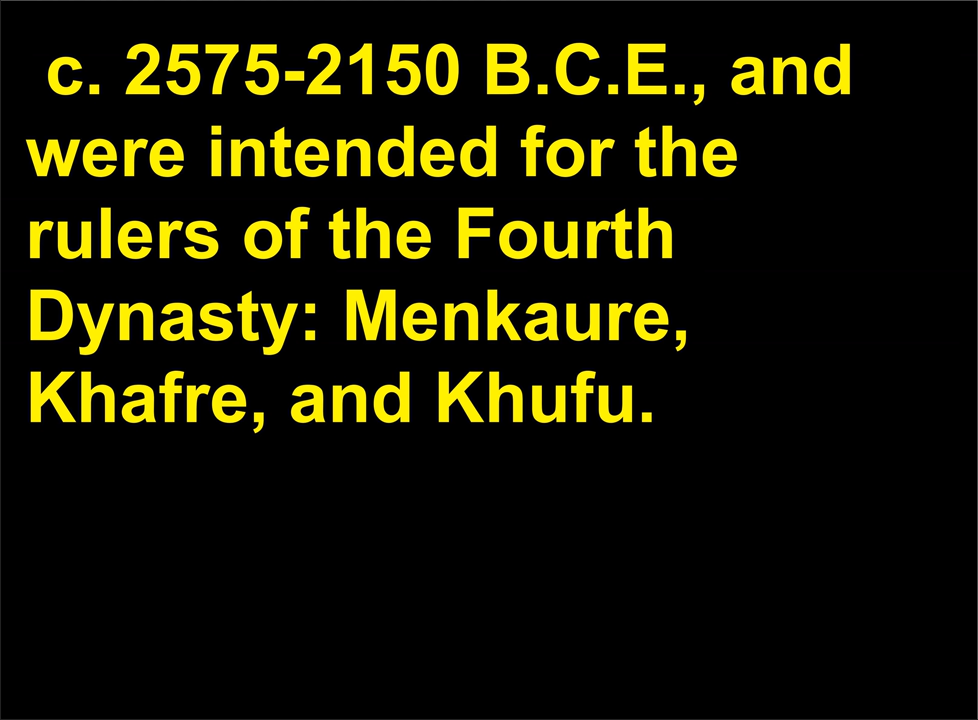 c. 2575-2150 B.C.E., and
were intended for the
rulers of the Fourth
Dynasty: Menkaure,
Khafre, and Khufu.